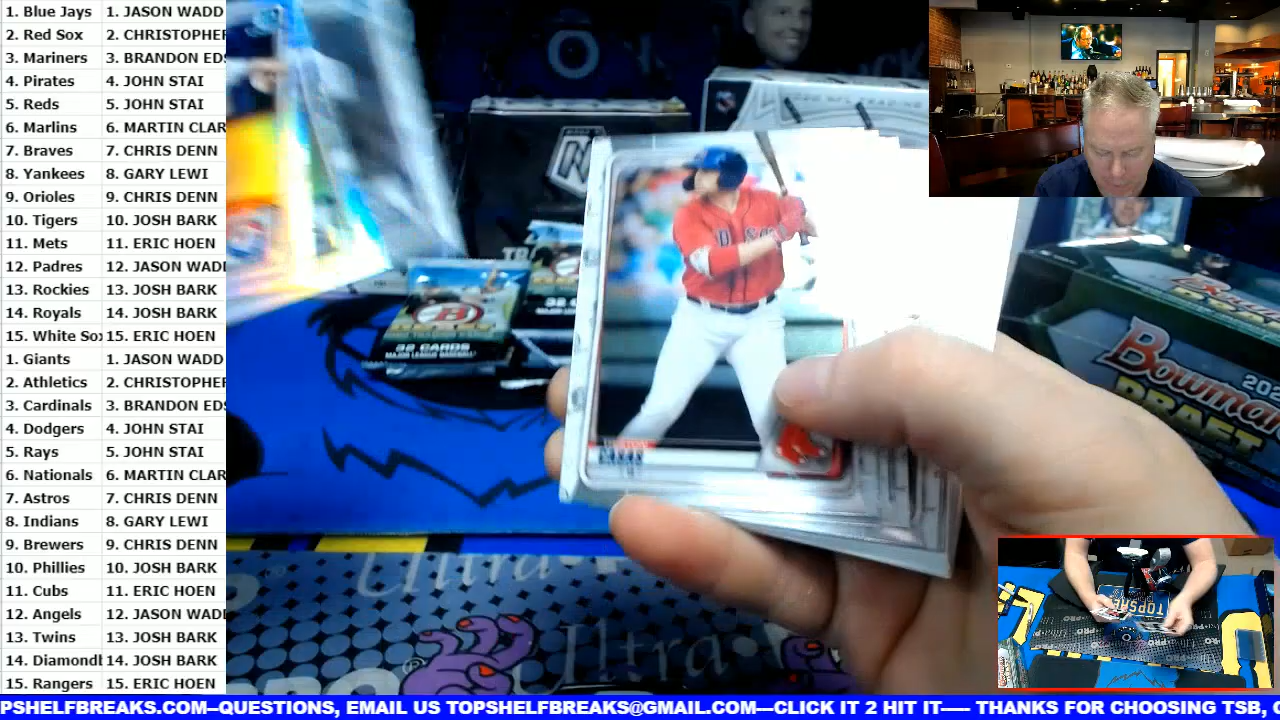 1. Blue Jays 1. JASON WADD
2. Red Sox 2. CHRISTOPHER
3. Mariners 3. BRANDON EDS
4. Pirates 4. JOHN STAI
5. Reds 5. JOHN STAI
6. Marlins 6. MARTIN CLAR
7. Braves 7. CHRIS DENN
8. Yankees 8. GARY LEWI
9. Orioles 9. CHRIS DENN
10. Tigers 10. JOSH BARK
11. Mets 11. ERIC HOEN
12. Padres 12. JASON WADD
13. Rockies 13. JOSH BARK
14. Royals 14. JOSH BARK
15. White Sox 15. ERIC HOEN
1. Giants 1. JASON WADD
2. Athletics 2. CHRISTOPHER
3. Cardinals 3. BRANDON EDS
4. Dodgers 4. JOHN STAI
5. Rays 5. JOHN STAI
6. Nationals 6. MARTIN CLAR
7. Astros 7. CHRIS DENN
8. Indians 8. GARY LEWI
9. Brewers 9. CHRIS DENN
10. Phillies 10. JOSH BARK
11. Cubs 11. ERIC HOEN
12. Angels 12. JASON WADD
13. Twins 13. JOSH BARK
14. Diamond 14. JOSH BARK
15. Rangers 15. ERIC HOEN
32 CARDS
MAJOR LEAGUE BASEBALL
Bowman
DRAFT
Ultra
Ultra
PRO
TOPSHE
PSHELFBREAKS.COM--QUESTIONS, EMAIL US TOPSHELFBREAKS@GMAIL.COM---CLICK IT 2 HIT IT----- THANKS FOR CHOOSING TSB,